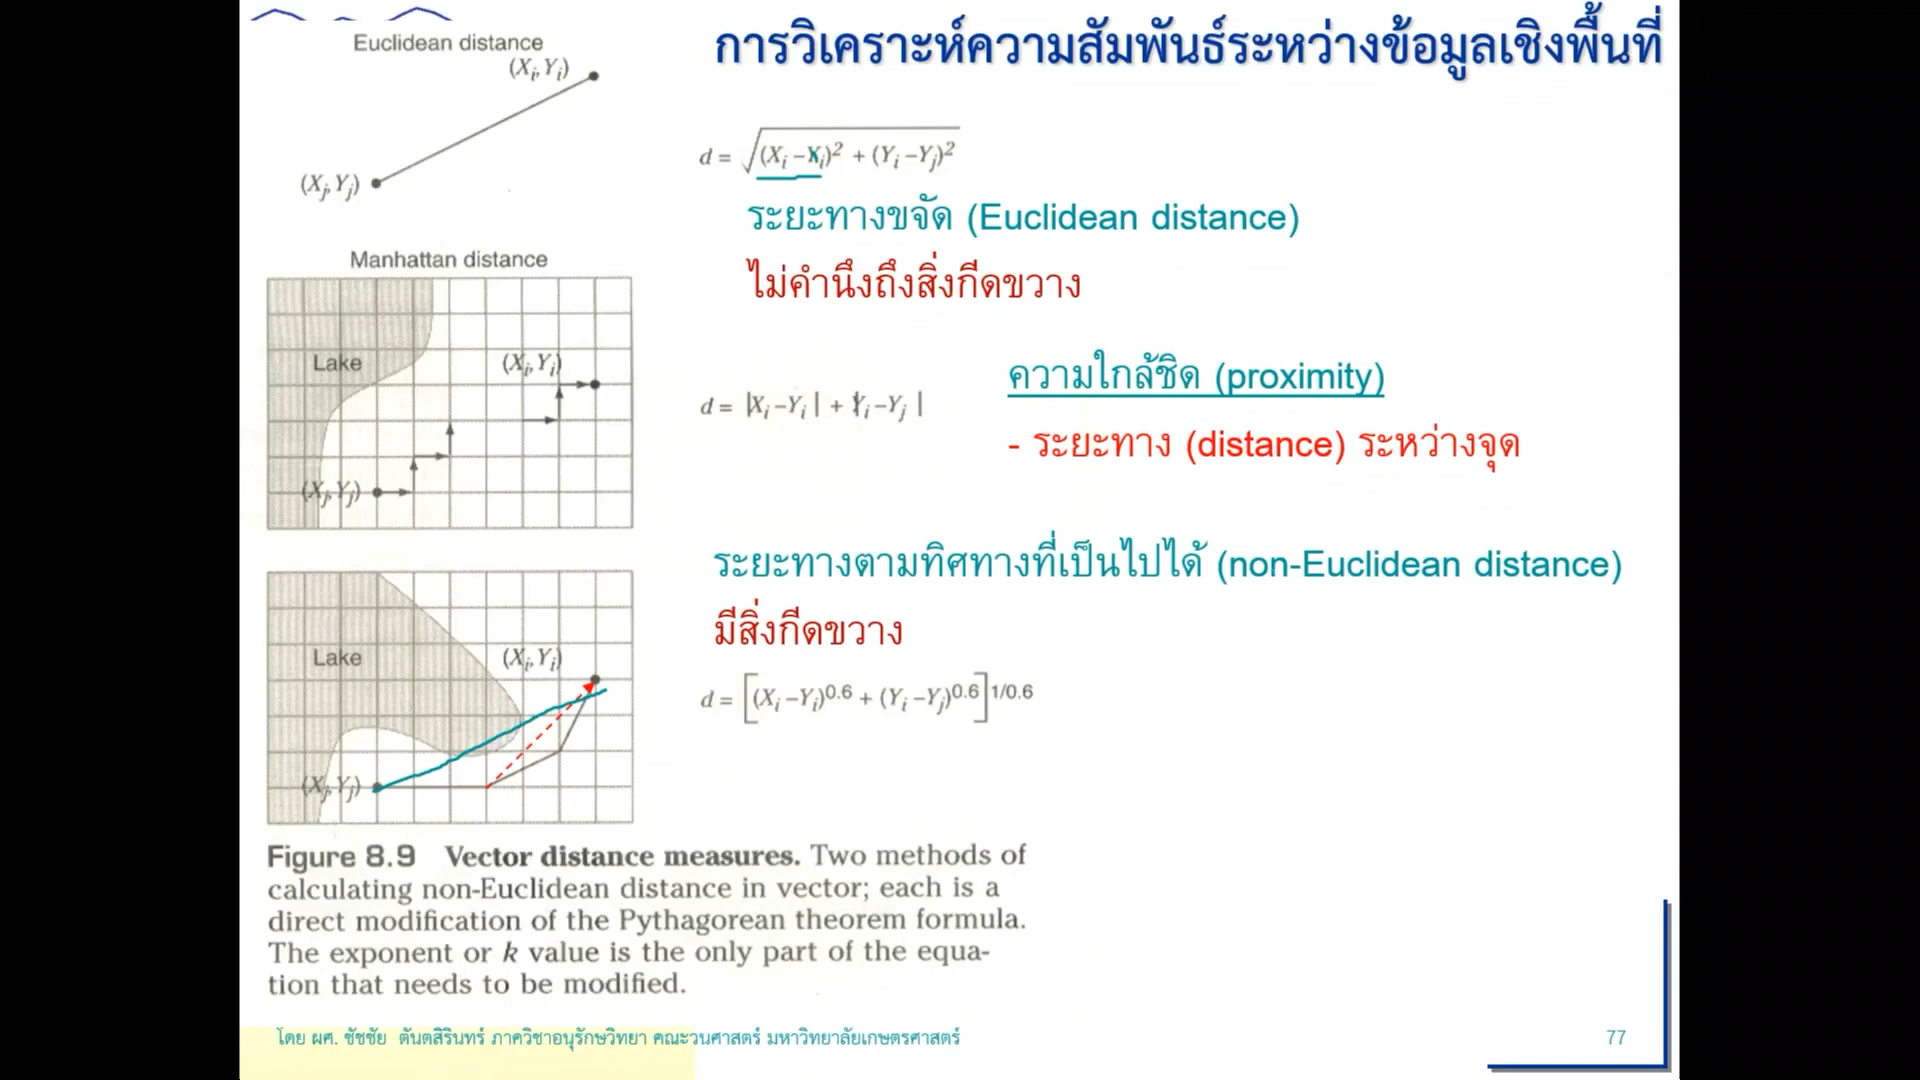 การวิเคราะห์ความสัมพันธ์ระหว่างข้อมูลเชิงพื้นที่
Euclidean distance
(Xi,Yi)
(Xj,Yj)
d = √(Xi–Xi)2 + (Yi–Yj)2
ระยะทางขจัด (Euclidean distance)
ไม่คำนึงถึงสิ่งกีดขวาง
Manhattan distance
Lake
(Xi,Yi)
(Xj,Yj)
d = |Xi–Yi| + Yi–Yj |
ความใกล้ชิด (proximity)
- ระยะทาง (distance) ระหว่างจุด
ระยะทางตามทิศทางที่เป็นไปได้ (non-Euclidean distance)
มีสิ่งกีดขวาง
Lake
(Xi,Yi)
(Xj,Yj)
d = [(Xi–Yi)0.6 + (Yi–Yj)0.6]1/0.6
Figure 8.9 Vector distance measures. Two methods of
calculating non-Euclidean distance in vector; each is a
direct modification of the Pythagorean theorem formula.
The exponent or k value is the only part of the equa-
tion that needs to be modified.
โดย ผศ. ชัชชัย ตันตสิรินทร์ ภาควิชาอนุรักษวิทยา คณะวนศาสตร์ มหาวิทยาลัยเกษตรศาสตร์
77